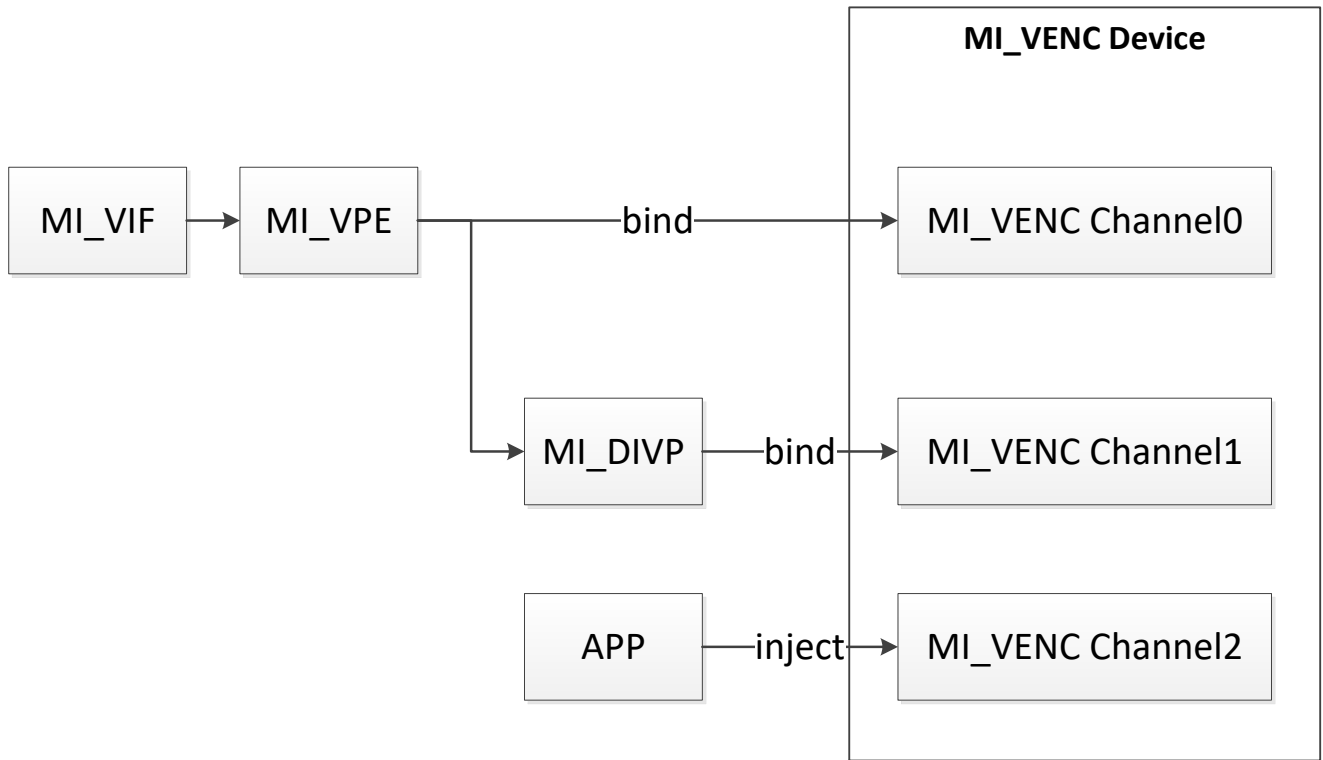 MI_VENC Device
MI_VIF
MI_VPE
bind
MI_VENC Channel0
MI_DIVP
bind
MI_VENC Channel1
APP
inject
MI_VENC Channel2